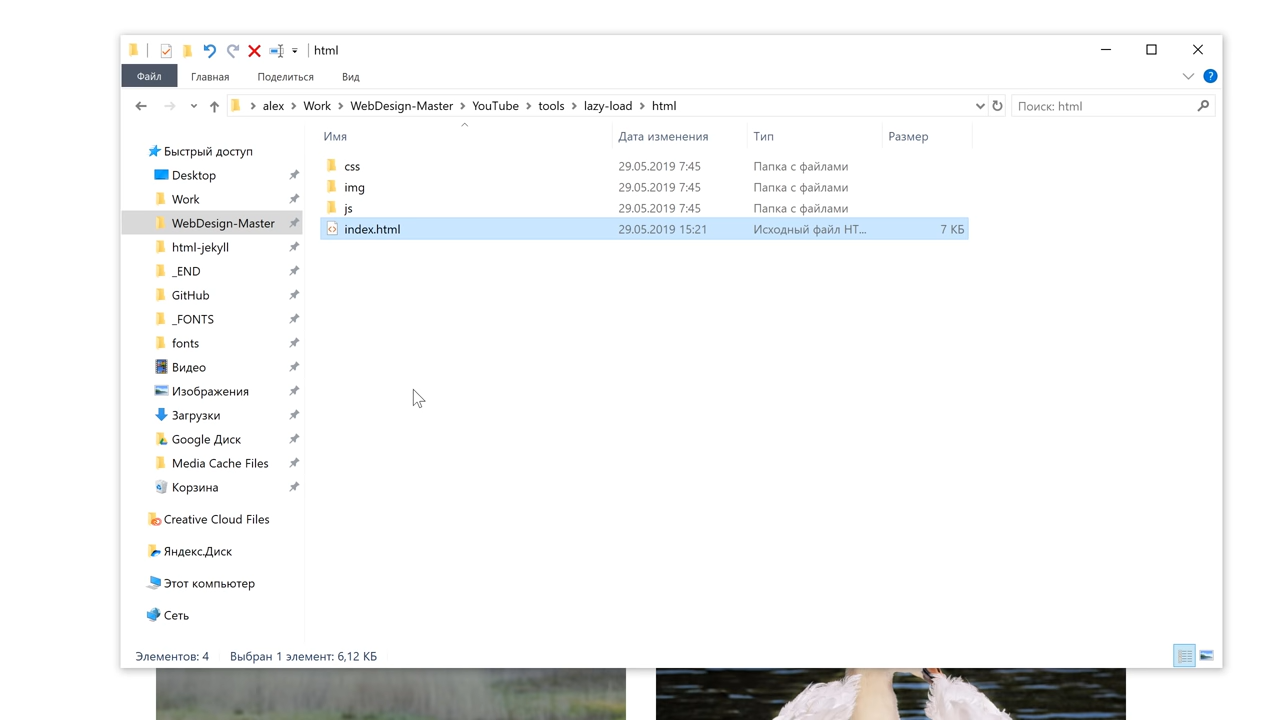 html
Файл Главная Поделиться Вид
alex Work WebDesign-Master YouTube tools lazy-load html Поиск: html
Имя Дата изменения Тип Размер
css 29.05.2019 7:45 Папка с файлами
img 29.05.2019 7:45 Папка с файлами
js 29.05.2019 7:45 Папка с файлами
index.html 29.05.2019 15:21 Исходный файл HT... 7 КБ
Быстрый доступ
Desktop
Work
WebDesign-Master
html-jekyll
_END
GitHub
_FONTS
fonts
Видео
Изображения
Загрузки
Google Диск
Media Cache Files
Корзина
Creative Cloud Files
Яндекс.Диск
Этот компьютер
Сеть
Элементов: 4 Выбран 1 элемент: 6,12 КБ